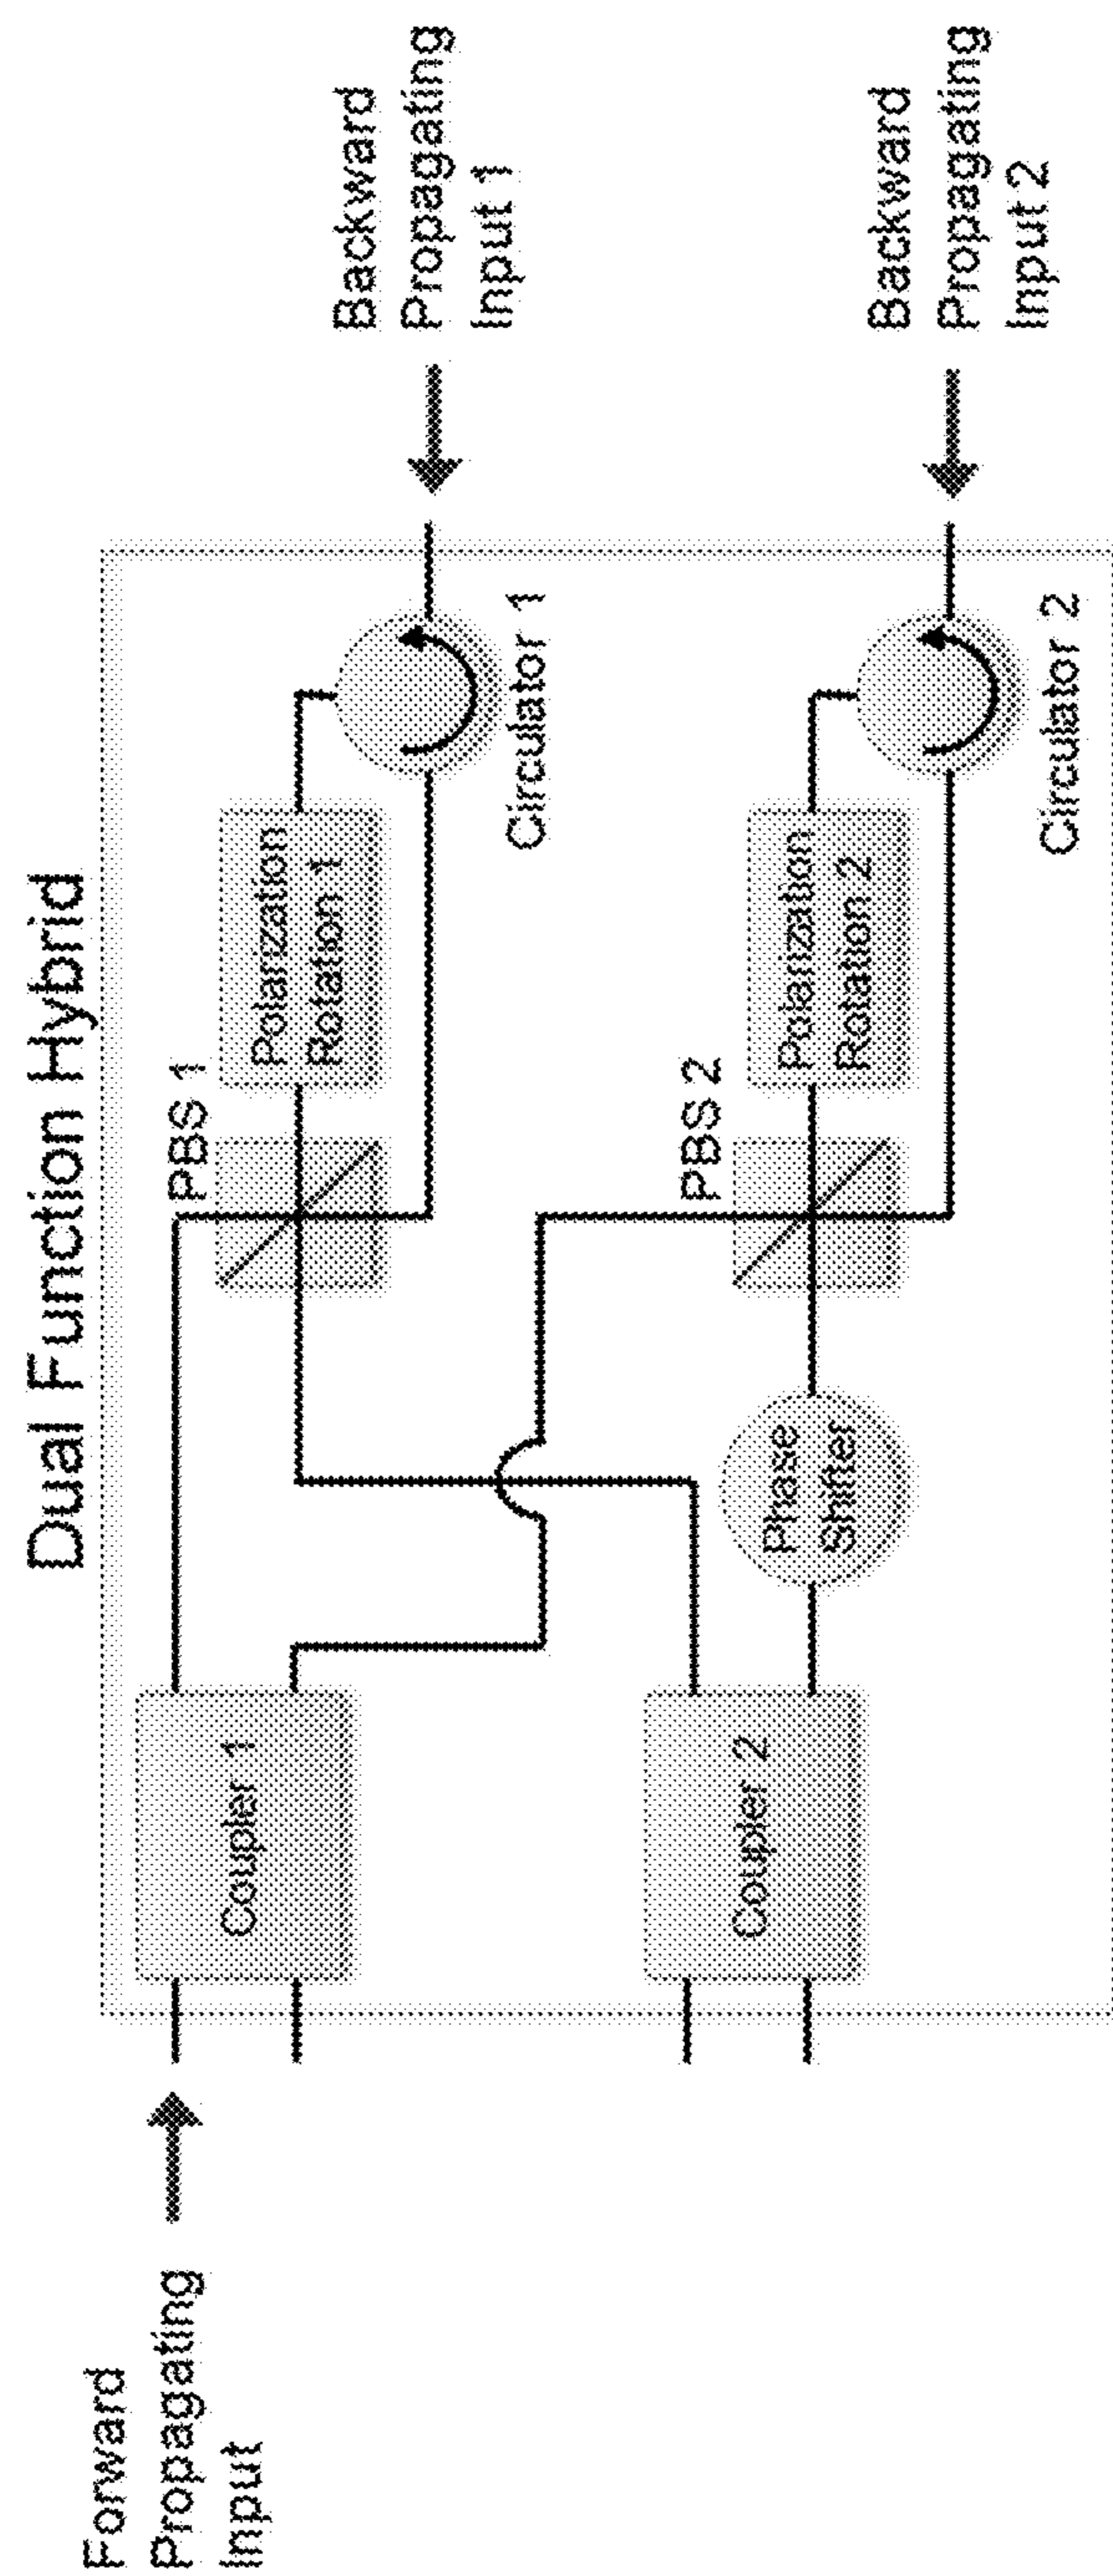 Dual Function Hybrid
Forward
Propagating
Input
Coupler 1
Coupler 2
Phase
Shifter
PBS 1
PBS 2
Polarization
Rotation 1
Polarization
Rotation 2
Circulator 1
Circulator 2
Backward
Propagating
Input 1
Backward
Propagating
Input 2